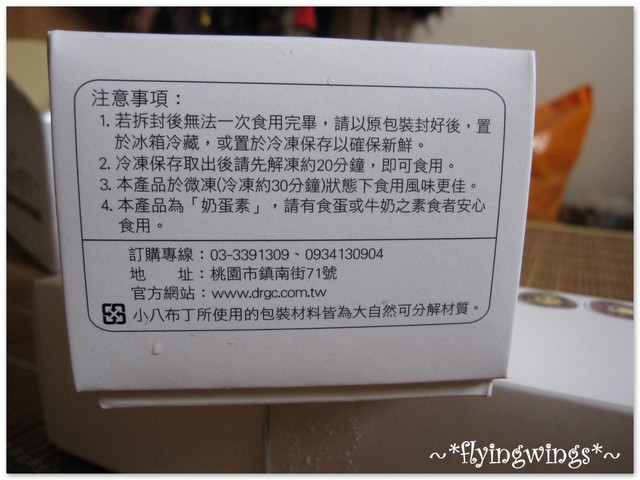 注意事項：
1. 若拆封後無法一次食用完畢，請以原包裝封好後，置
於冰箱冷藏，或置於冷凍保存以確保新鮮。
2. 冷凍保存取出後請先解凍約20分鐘，即可食用。
3. 本產品於微凍(冷凍約30分鐘)狀態下食用風味更佳。
4. 本產品為「奶蛋素」，請有食蛋或牛奶之素食者安心
食用。
訂購專線：03-3391309、0934130904
地　　址：桃園市鎮南街71號
官方網站：www.drgc.com.tw
小八布丁所使用的包裝材料皆為大自然可分解材質。
~*flyingwings*~